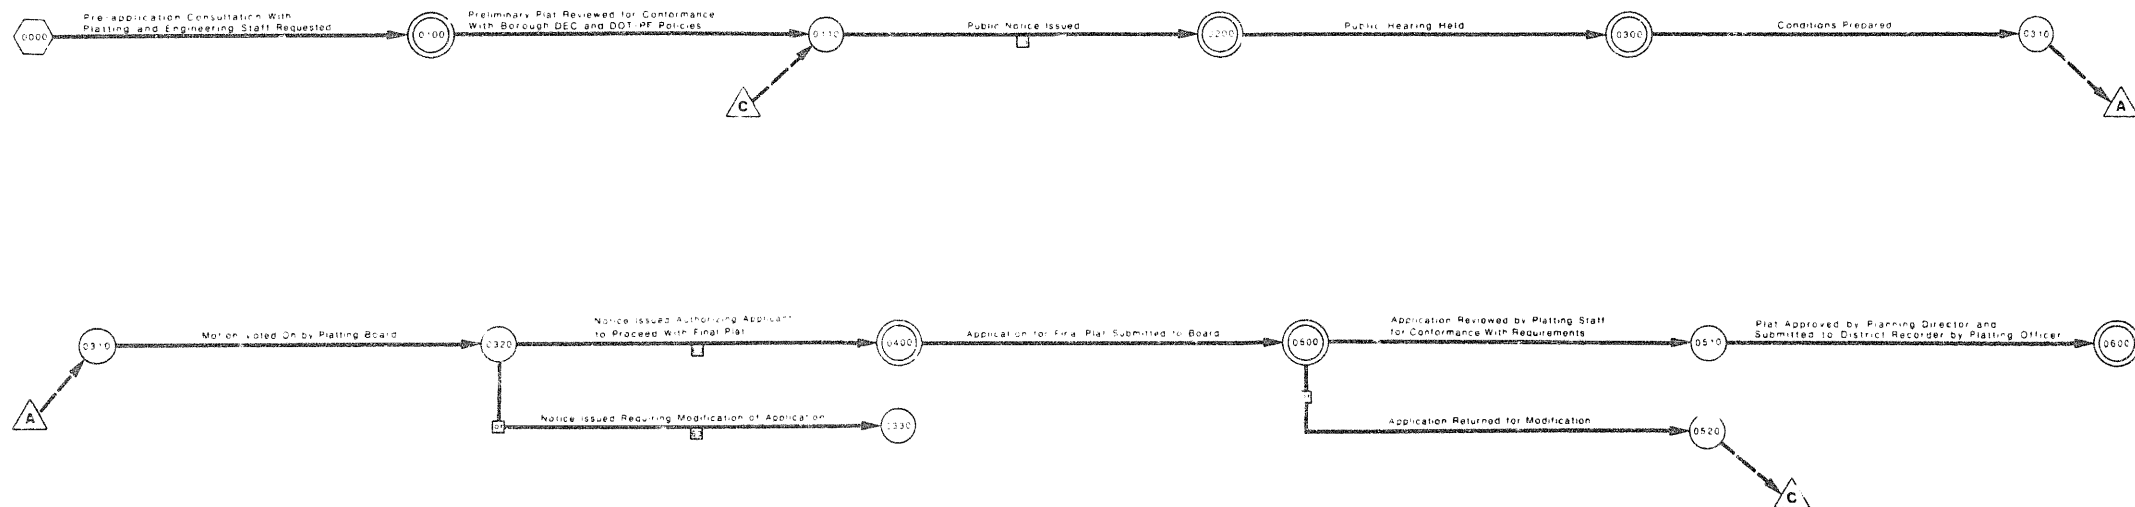 Pre-application Consultation With
Platting and Engineering Staff Requested
Preliminary Plat Reviewed for Conformance
With Borough DEC and DOT-PF Policies
Public Notice Issued
Public Hearing Held
Conditions Prepared
0000
0100
0110
0200
0300
0310
C
A
Motion Voted On by Platting Board
Notice Issued Authorizing Applicant
to Proceed With Final Plat
Application for Final Plat Submitted to Board
Application Reviewed by Platting Staff
for Conformance With Requirements
Plat Approved by Planning Director and
Submitted to District Recorder by Platting Officer
0310
0320
0400
0500
0510
0600
A
or
Notice Issued Requiring Modification of Application
0330
Application Returned for Modification
0520
C